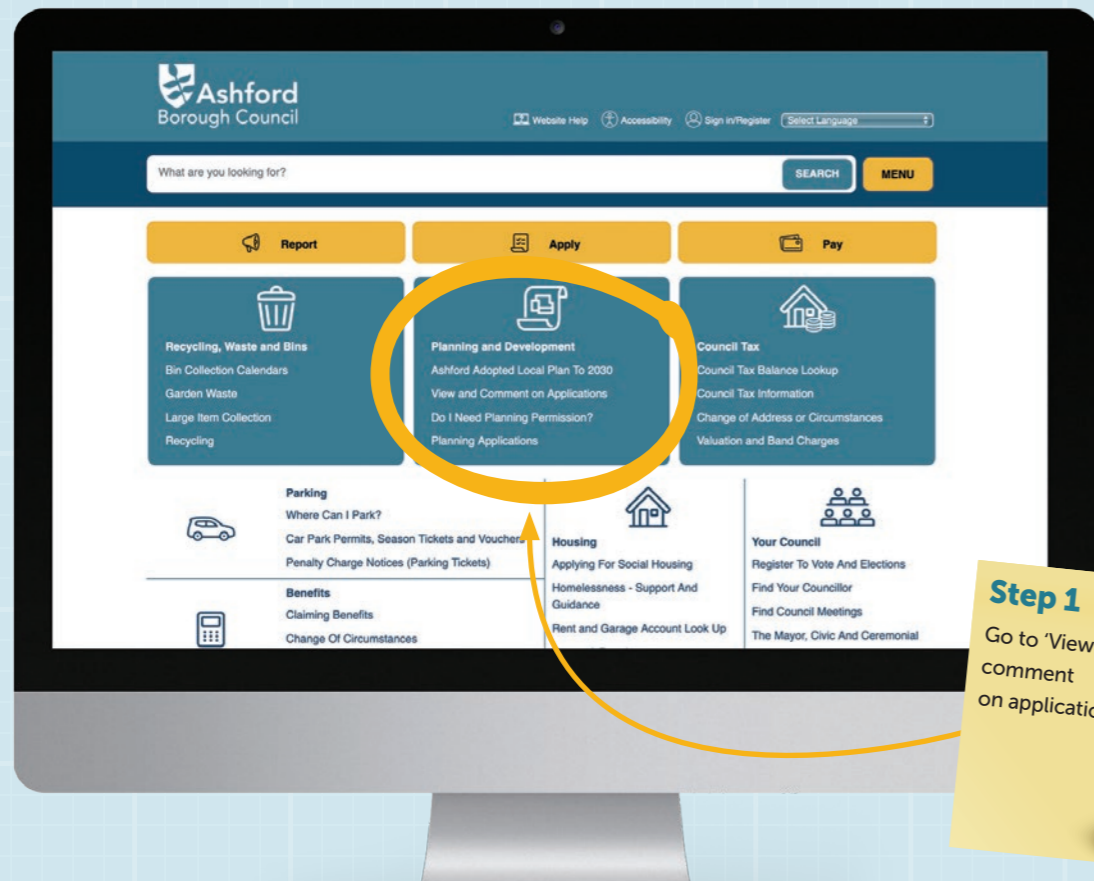 Ashford
Borough Council
Website Help
Accessibility
Sign in/Register
Select Language
What are you looking for?
SEARCH
MENU
Report
Apply
Pay
Recycling, Waste and Bins
Bin Collection Calendars
Garden Waste
Large Item Collection
Recycling
Planning and Development
Ashford Adopted Local Plan To 2030
View and Comment on Applications
Do I Need Planning Permission?
Planning Applications
Council Tax
Council Tax Balance Lookup
Council Tax Information
Change of Address or Circumstances
Valuation and Band Charges
Parking
Where Can I Park?
Car Park Permits, Season Tickets and Vouchers
Penalty Charge Notices (Parking Tickets)
Benefits
Claiming Benefits
Change Of Circumstances
Housing
Applying For Social Housing
Homelessness - Support And
Guidance
Rent and Garage Account Look Up
Your Council
Register To Vote And Elections
Find Your Councillor
Find Council Meetings
The Mayor, Civic And Ceremonial
Step 1
Go to ‘View
comment
on